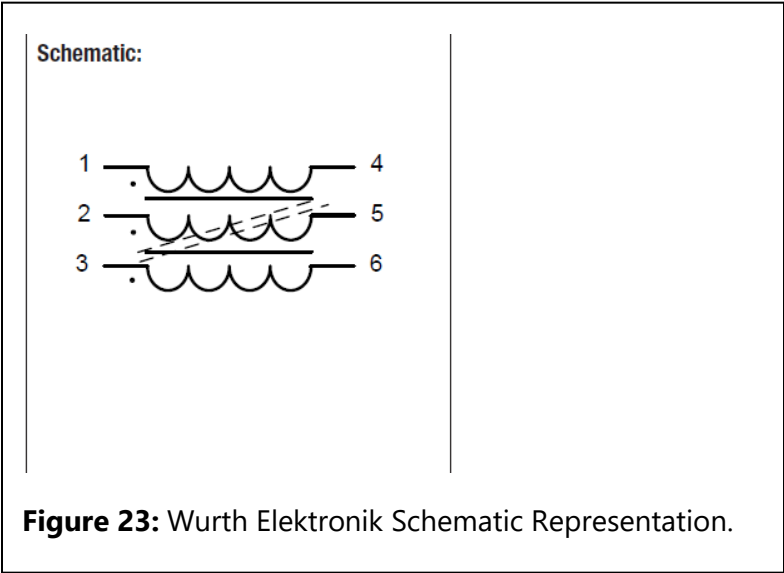 Schematic:
1 4
2 5
3 6
Figure 23: Wurth Elektronik Schematic Representation.